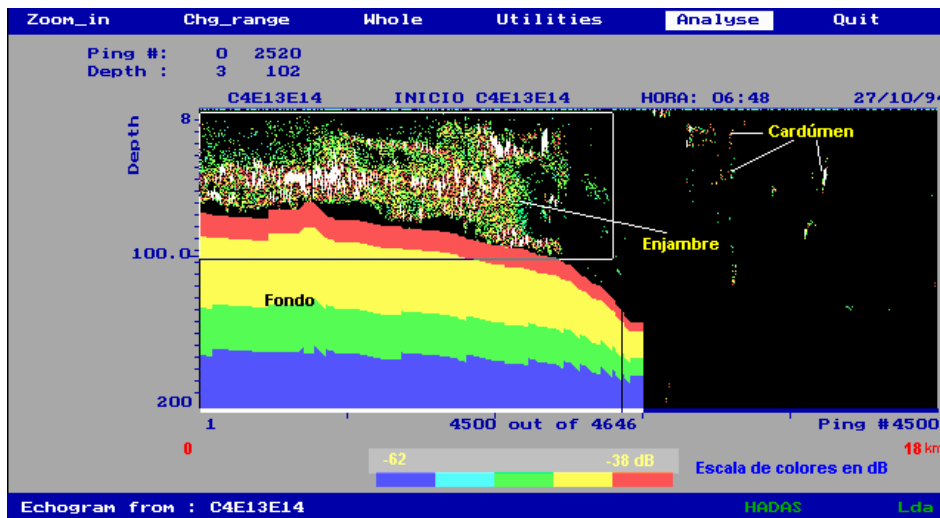 Zoom_in Chg_range Whole Utilities Analyse Quit
Ping #: 0 2520
Depth : 3 102
C4E13E14 INICIO C4E13E14 HORA: 06:48 27/10/94
8
Depth
Cardúmen
Enjambre
100.0
Fondo
200
1 4500 out of 4646 Ping #4500
0 18 km
-62 -38 dB
Escala de colores en dB
Echogram from : C4E13E14 HADAS Lda